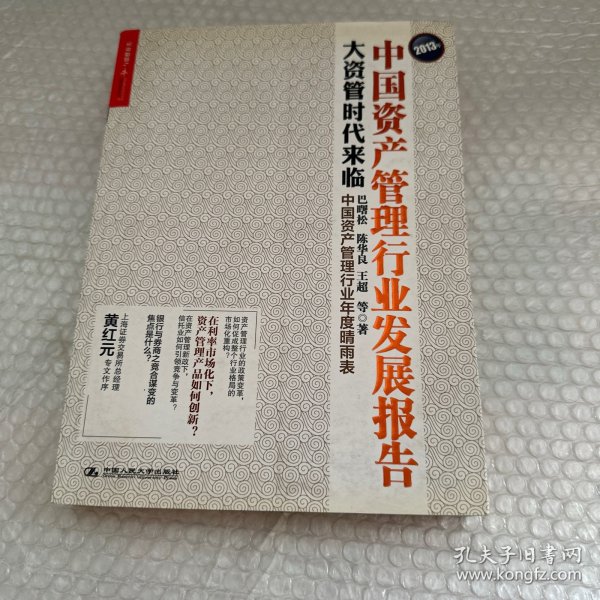 2013年
中国资产管理行业发展报告
大资管时代来临
巴曙松 陈华良 王超 等◎著
中国资产管理行业年度晴雨表
资产管理行业的政策变革,
如何促成整个行业格局的
市场化重构?
在利率市场化下,
资产管理产品如何创新?
在资产管理新政下,
信托业如何引领竞争与变革?
银行与券商之竞合谋变的
焦点是什么?
上海证券交易所总经理
黄红元 专文作序
中国人民大学出版社
孔夫子旧书网
www.kongfz.com